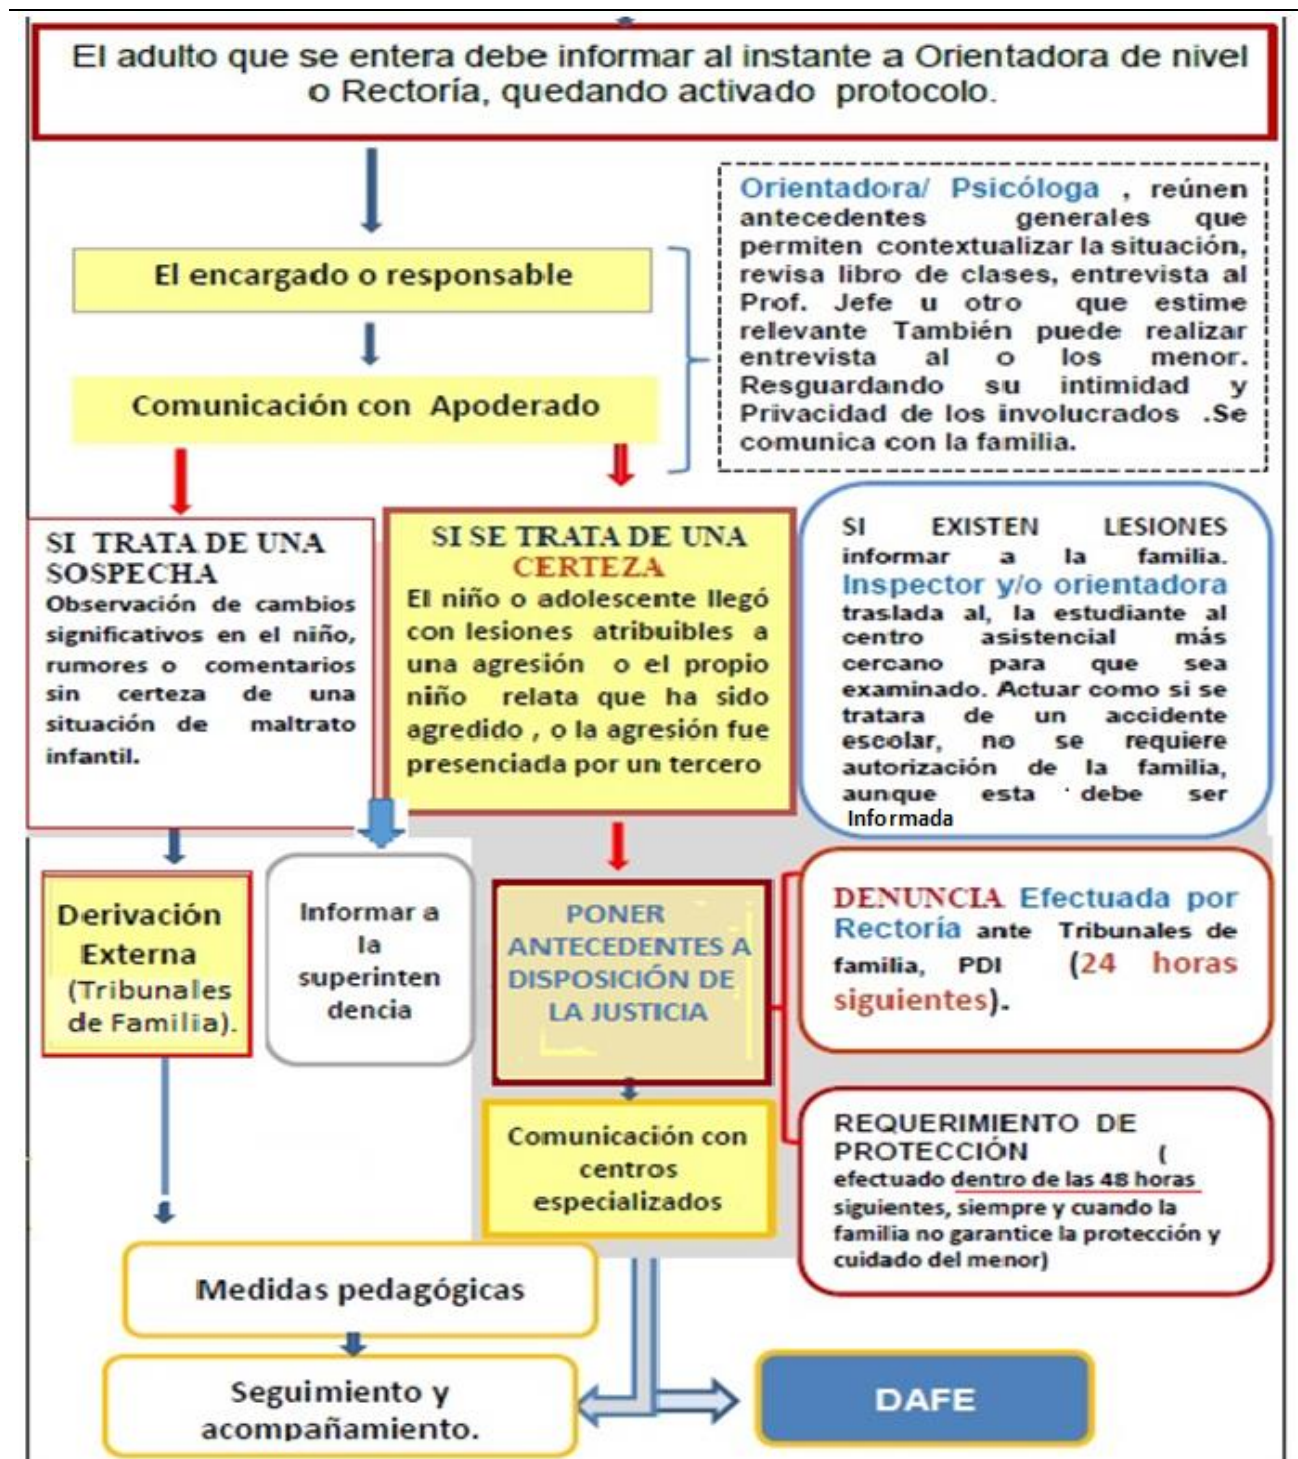 El adulto que se entera debe informar al instante a Orientadora de nivel
o Rectoría, quedando activado protocolo.
El encargado o responsable
Comunicación con Apoderado
Orientadora/ Psicóloga , reúnen
antecedentes generales que
permiten contextualizar la situación,
revisa libro de clases, entrevista al
Prof. Jefe u otro que estime
relevante También puede realizar
entrevista al o los menor.
Resguardando su intimidad y
Privacidad de los involucrados .Se
comunica con la familia.
SI TRATA DE UNA
SOSPECHA
Observación de cambios
significativos en el niño,
rumores o comentarios
sin certeza de una
situación de maltrato
infantil.
SI SE TRATA DE UNA
CERTEZA
El niño o adolescente llegó
con lesiones atribuibles a
una agresión o el propio
niño relata que ha sido
agredido , o la agresión fue
presenciada por un tercero
SI EXISTEN LESIONES
informar a la familia.
Inspector y/o orientadora
traslada al, la estudiante al
centro asistencial más
cercano para que sea
examinado. Actuar como si se
tratara de un accidente
escolar, no se requiere
autorización de la familia,
aunque esta debe ser
Informada
Derivación
Externa
(Tribunales
de Familia).
Informar a
la
superinten
dencia
PONER
ANTECEDENTES A
DISPOSICIÓN DE
LA JUSTICIA
DENUNCIA Efectuada por
Rectoría ante Tribunales de
familia, PDI (24 horas
siguientes).
Comunicación con
centros
especializados
REQUERIMIENTO DE
PROTECCIÓN (
efectuado dentro de las 48 horas
siguientes, siempre y cuando la
familia no garantice la protección y
cuidado del menor)
Medidas pedagógicas
Seguimiento y
acompañamiento.
DAFE